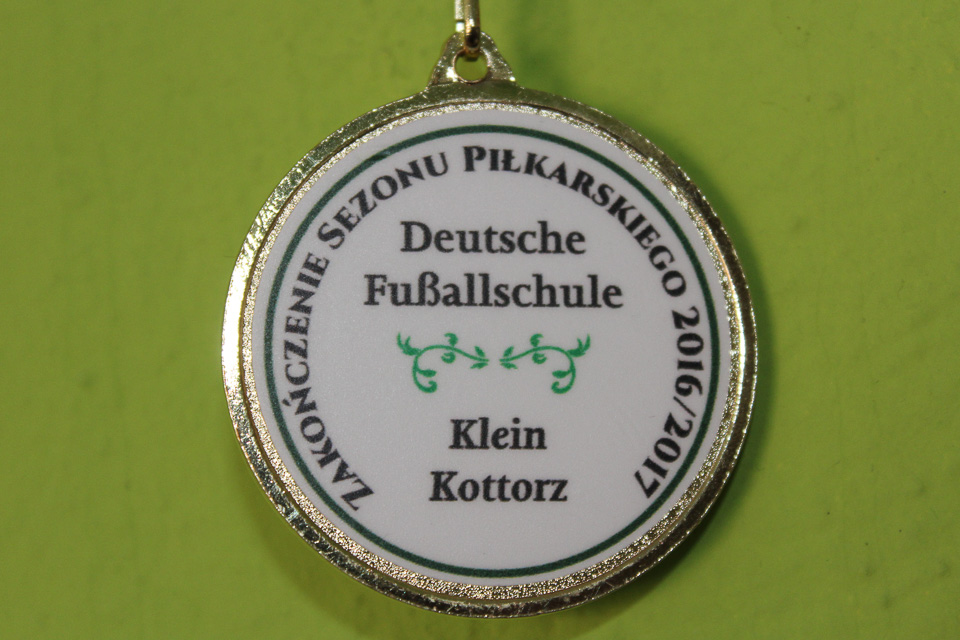 ZAKOŃCZENIE SEZONU PIŁKARSKIEGO 2016/2017
Deutsche
Fußallschule
Klein
Kottorz